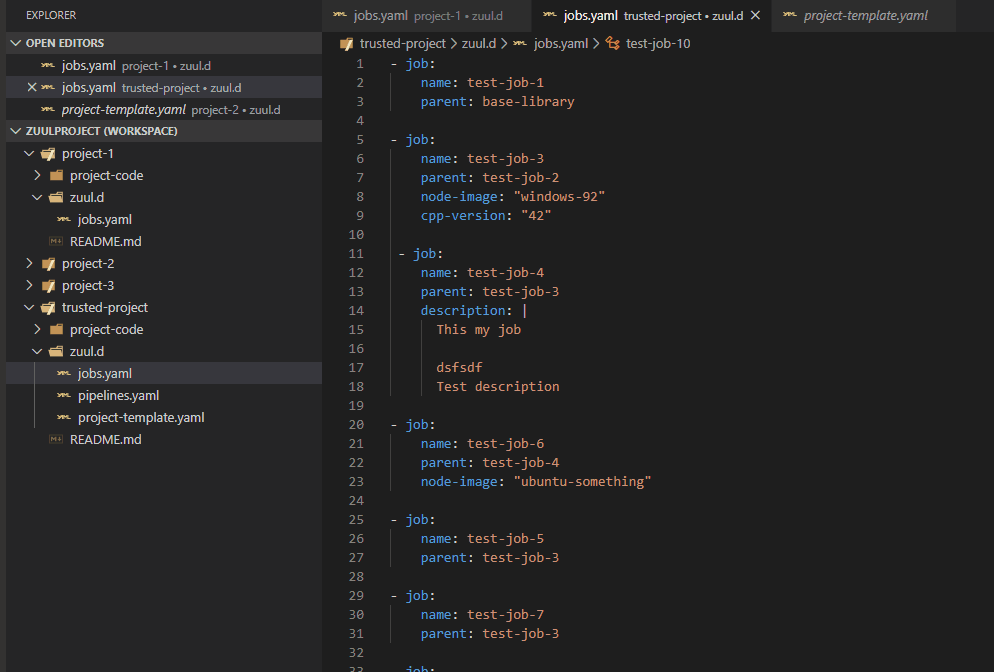 EXPLORER
OPEN EDITORS
jobs.yaml project-1 • zuul.d
jobs.yaml trusted-project • zuul.d
project-template.yaml project-2 • zuul.d
ZUULPROJECT (WORKSPACE)
project-1
project-code
zuul.d
jobs.yaml
README.md
project-2
project-3
trusted-project
project-code
zuul.d
jobs.yaml
pipelines.yaml
project-template.yaml
README.md
jobs.yaml project-1 • zuul.d
jobs.yaml trusted-project • zuul.d
project-template.yaml
trusted-project > zuul.d > jobs.yaml > test-job-10
1 - job:
2 name: test-job-1
3 parent: base-library
4
5 - job:
6 name: test-job-3
7 parent: test-job-2
8 node-image: "windows-92"
9 cpp-version: "42"
10
11 - job:
12 name: test-job-4
13 parent: test-job-3
14 description: |
15 This my job
16
17 dsfsdf
18 Test description
19
20 - job:
21 name: test-job-6
22 parent: test-job-4
23 node-image: "ubuntu-something"
24
25 - job:
26 name: test-job-5
27 parent: test-job-3
28
29 - job:
30 name: test-job-7
31 parent: test-job-3
32
33 - job: